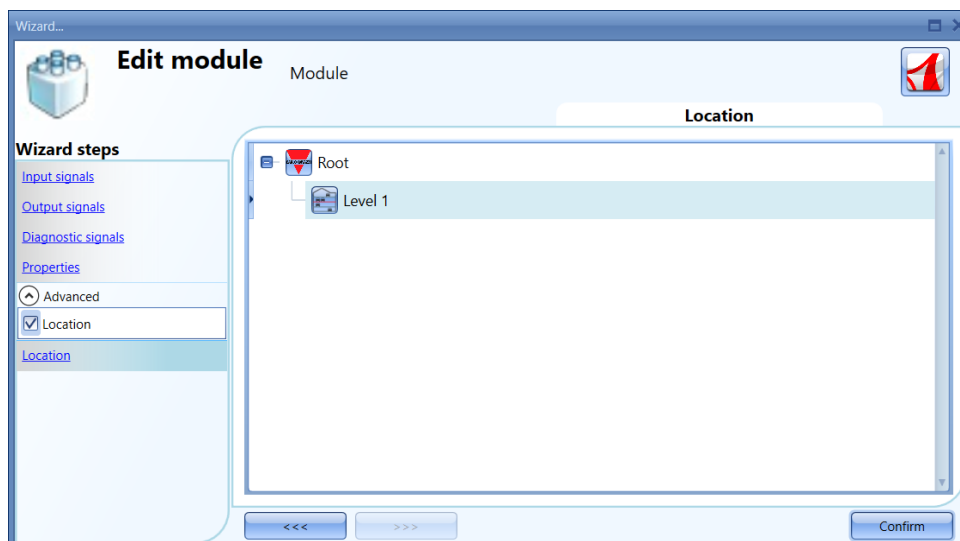 Wizard...
Edit module
Module
Location
Wizard steps
Input signals
Output signals
Diagnostic signals
Properties
Advanced
Location
Location
Root
Level 1
<<<
>>>
Confirm